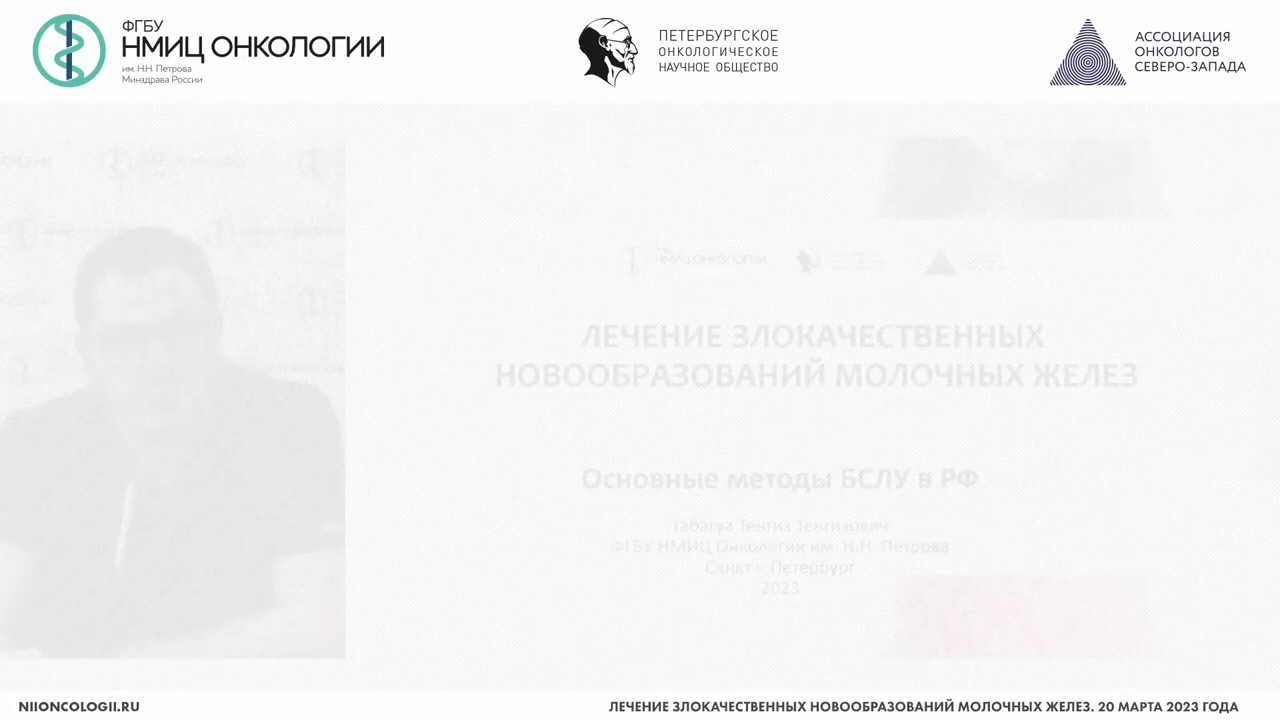 ФГБУ
НМИЦ ОНКОЛОГИИ
им. Н.Н. Петрова
Минздрава России
ПЕТЕРБУРГСКОЕ
ОНКОЛОГИЧЕСКОЕ
НАУЧНОЕ ОБЩЕСТВО
АССОЦИАЦИЯ
ОНКОЛОГОВ
СЕВЕРО-ЗАПАДА
НМИЦ ОНКОЛОГИИ
ЛЕЧЕНИЕ ЗЛОКАЧЕСТВЕННЫХ
НОВООБРАЗОВАНИЙ МОЛОЧНЫХ ЖЕЛЕЗ
Основные методы БСЛУ в РФ
Табагуа Тенгиз Тенгизович
ФГБУ НМИЦ Онкологии им. Н.Н. Петрова
Санкт - Петербург
2023
NIIONCOLOGII.RU
ЛЕЧЕНИЕ ЗЛОКАЧЕСТВЕННЫХ НОВООБРАЗОВАНИЙ МОЛОЧНЫХ ЖЕЛЕЗ. 20 МАРТА 2023 ГОДА